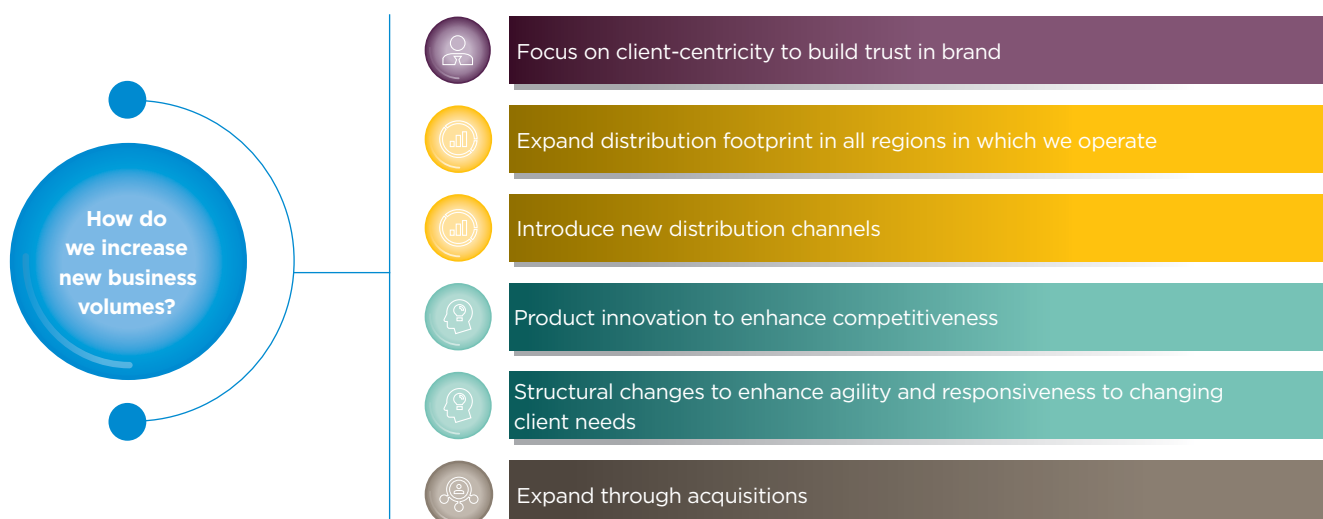 How do
we increase
new business
volumes?
Focus on client-centricity to build trust in brand
Expand distribution footprint in all regions in which we operate
Introduce new distribution channels
Product innovation to enhance competitiveness
Structural changes to enhance agility and responsiveness to changing
client needs
Expand through acquisitions